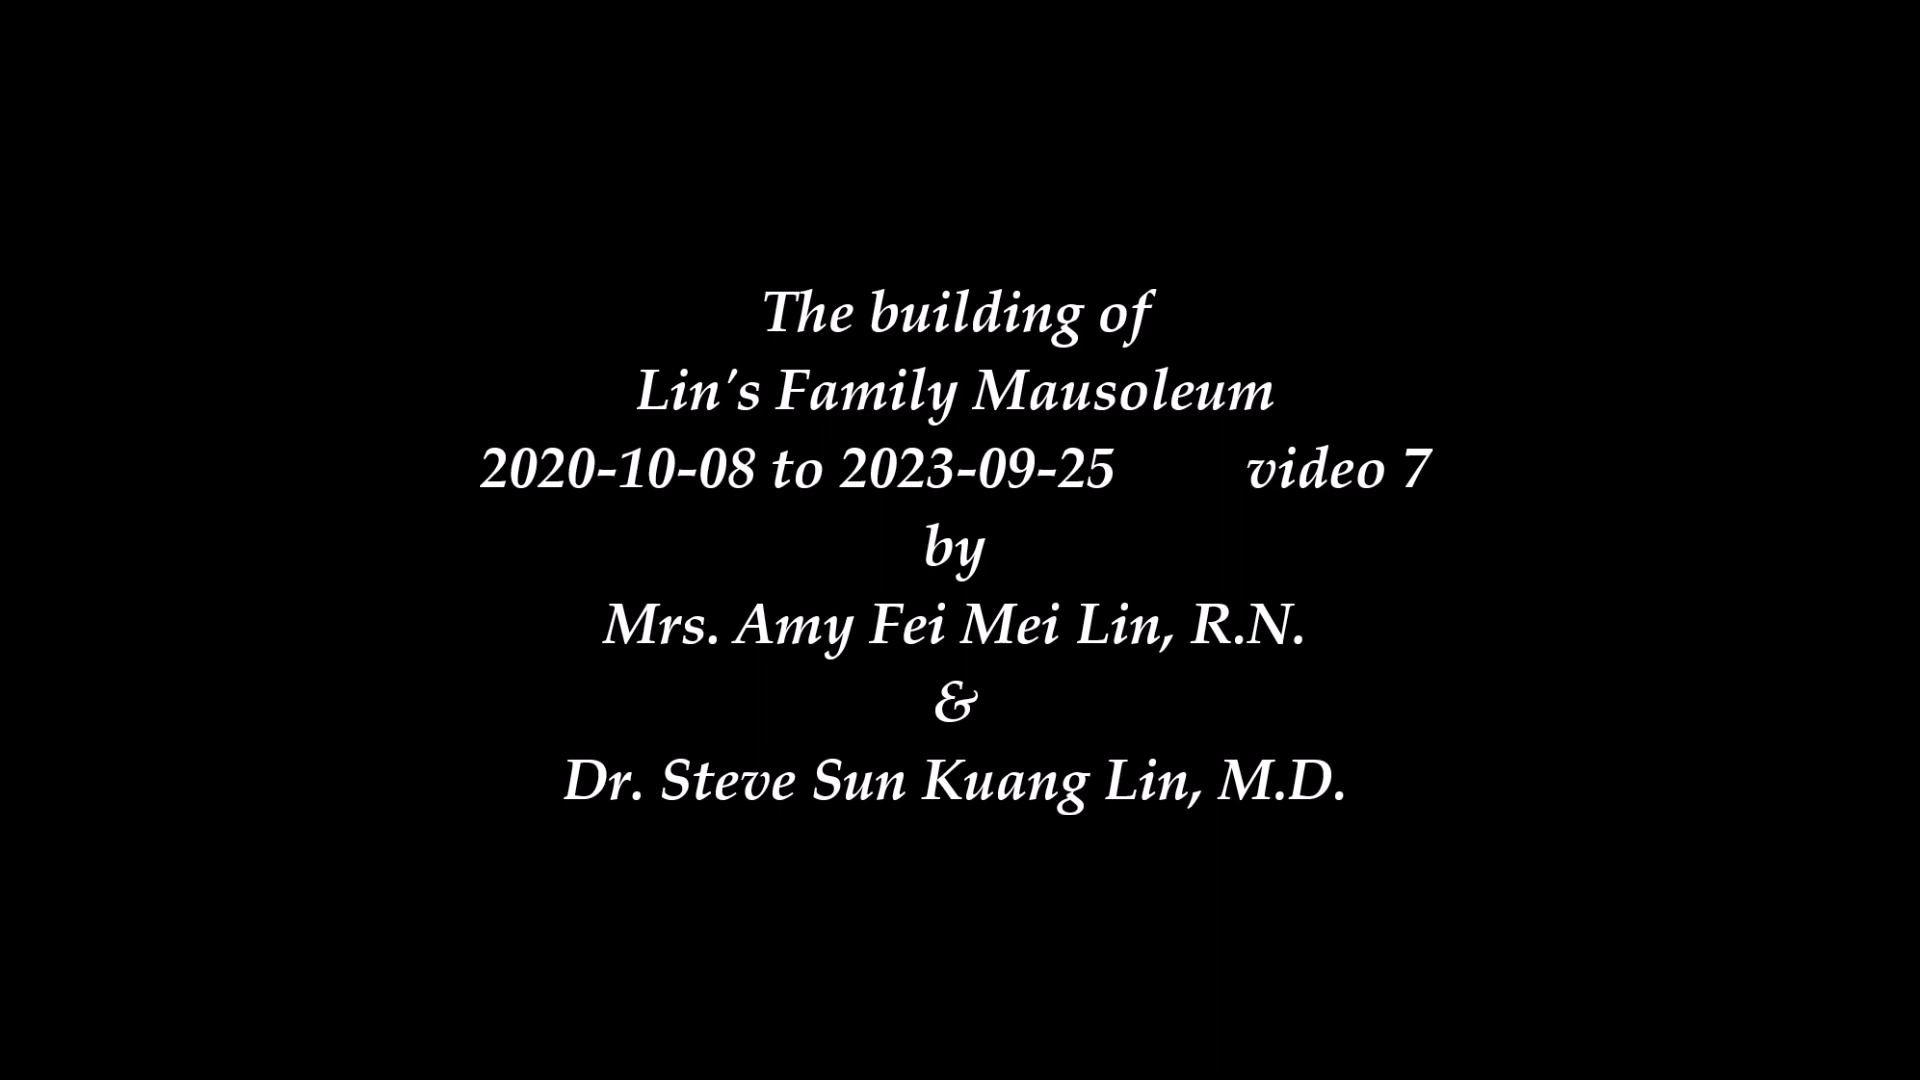 The building of
Lin's Family Mausoleum
2020-10-08 to 2023-09-25 video 7
by
Mrs. Amy Fei Mei Lin, R.N.
&
Dr. Steve Sun Kuang Lin, M.D.